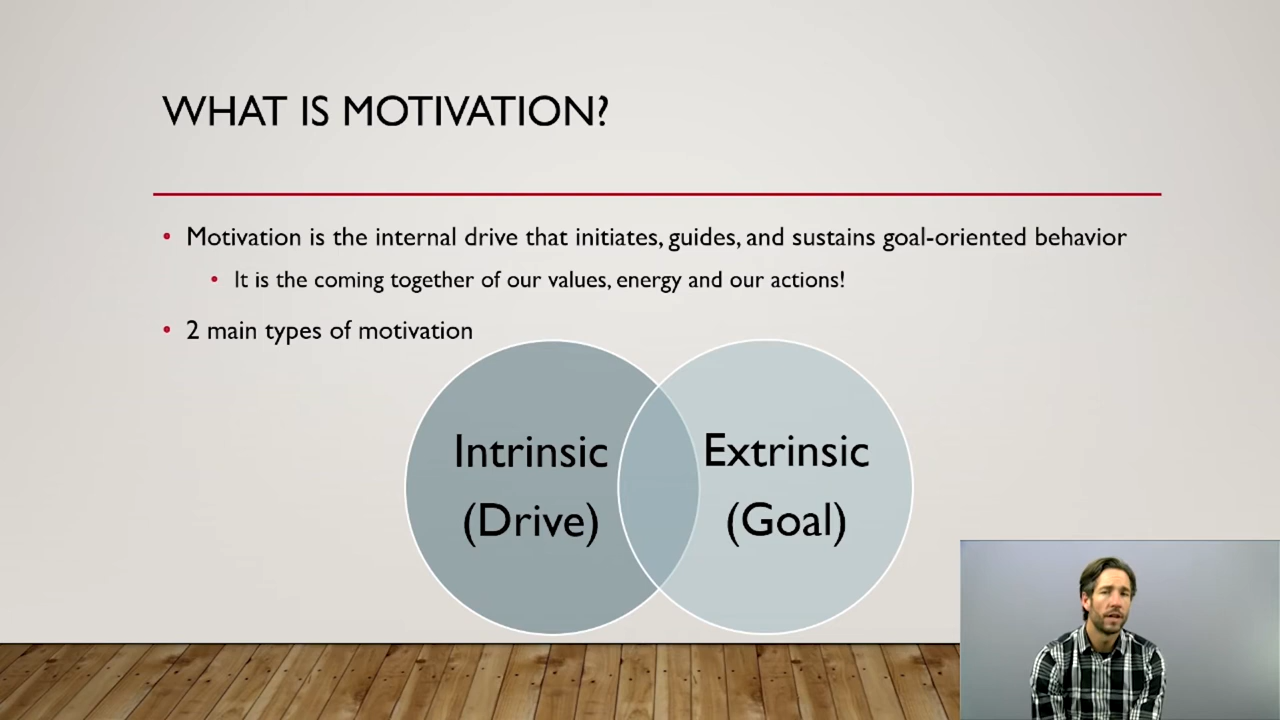 WHAT IS MOTIVATION?
• Motivation is the internal drive that initiates, guides, and sustains goal-oriented behavior
• It is the coming together of our values, energy and our actions!
• 2 main types of motivation
Intrinsic
(Drive)
Extrinsic
(Goal)